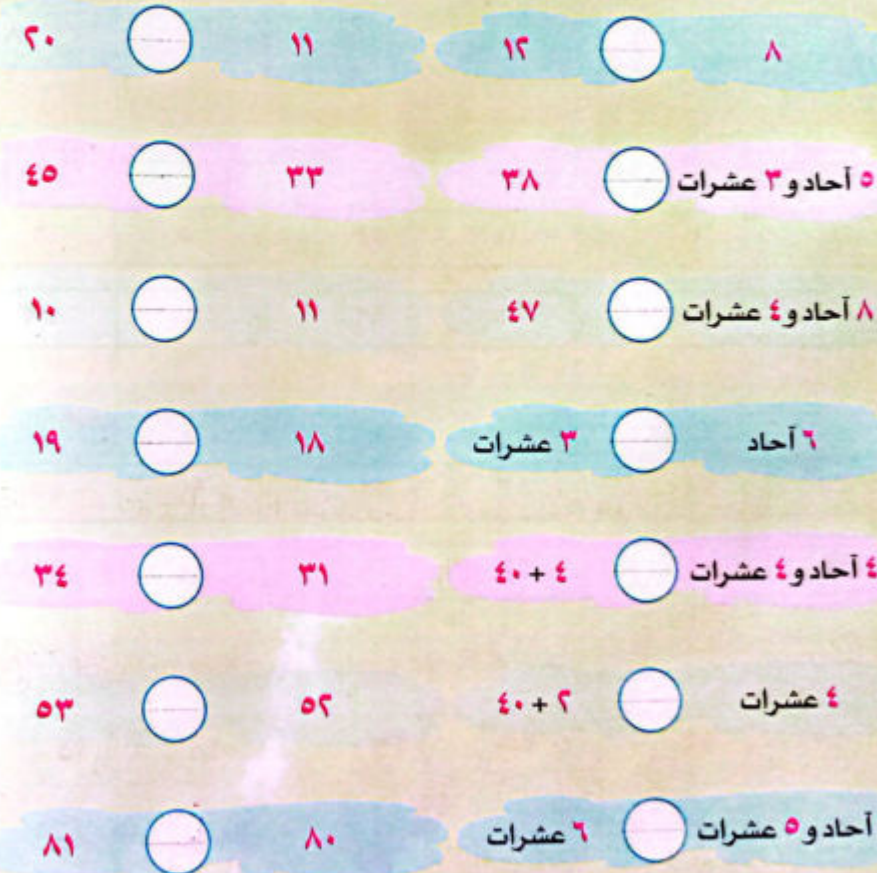 ٨ ١٢ ١١ ٢٠
٥ آحاد و ٣ عشرات ٣٨ ٣٣ ٤٥
٨ آحاد و ٤ عشرات ٤٧ ١١ ١٠
٦ آحاد ٣ عشرات ١٨ ١٩
٤ آحاد و ٤ عشرات ٤ + ٤٠ ٣١ ٣٤
٤ عشرات ٢ + ٤٠ ٥٢ ٥٣
آحاد و ٥ عشرات ٦ عشرات ٨٠ ٨١